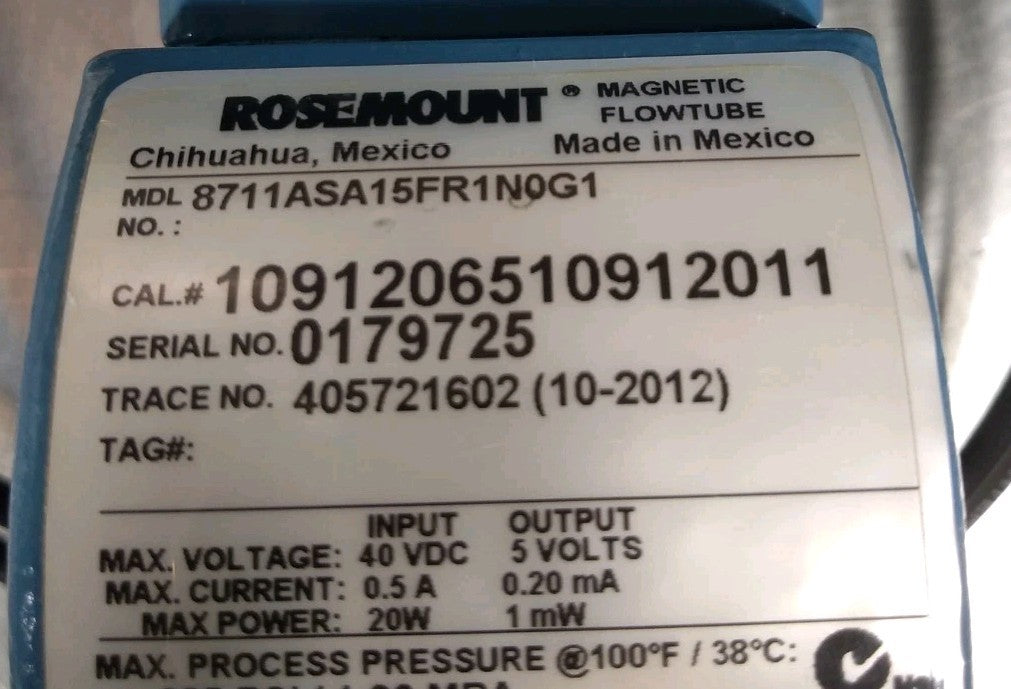 ROSEMOUNT® MAGNETIC FLOWTUBE
Chihuahua, Mexico Made in Mexico
MDL NO. : 8711ASA15FR1N0G1
CAL.# 1091206510912011
SERIAL NO. 0179725
TRACE NO. 405721602 (10-2012)
TAG#:
INPUT OUTPUT
MAX. VOLTAGE: 40 VDC 5 VOLTS
MAX. CURRENT: 0.5 A 0.20 mA
MAX POWER: 20W 1 mW
MAX. PROCESS PRESSURE @100°F / 38°C: